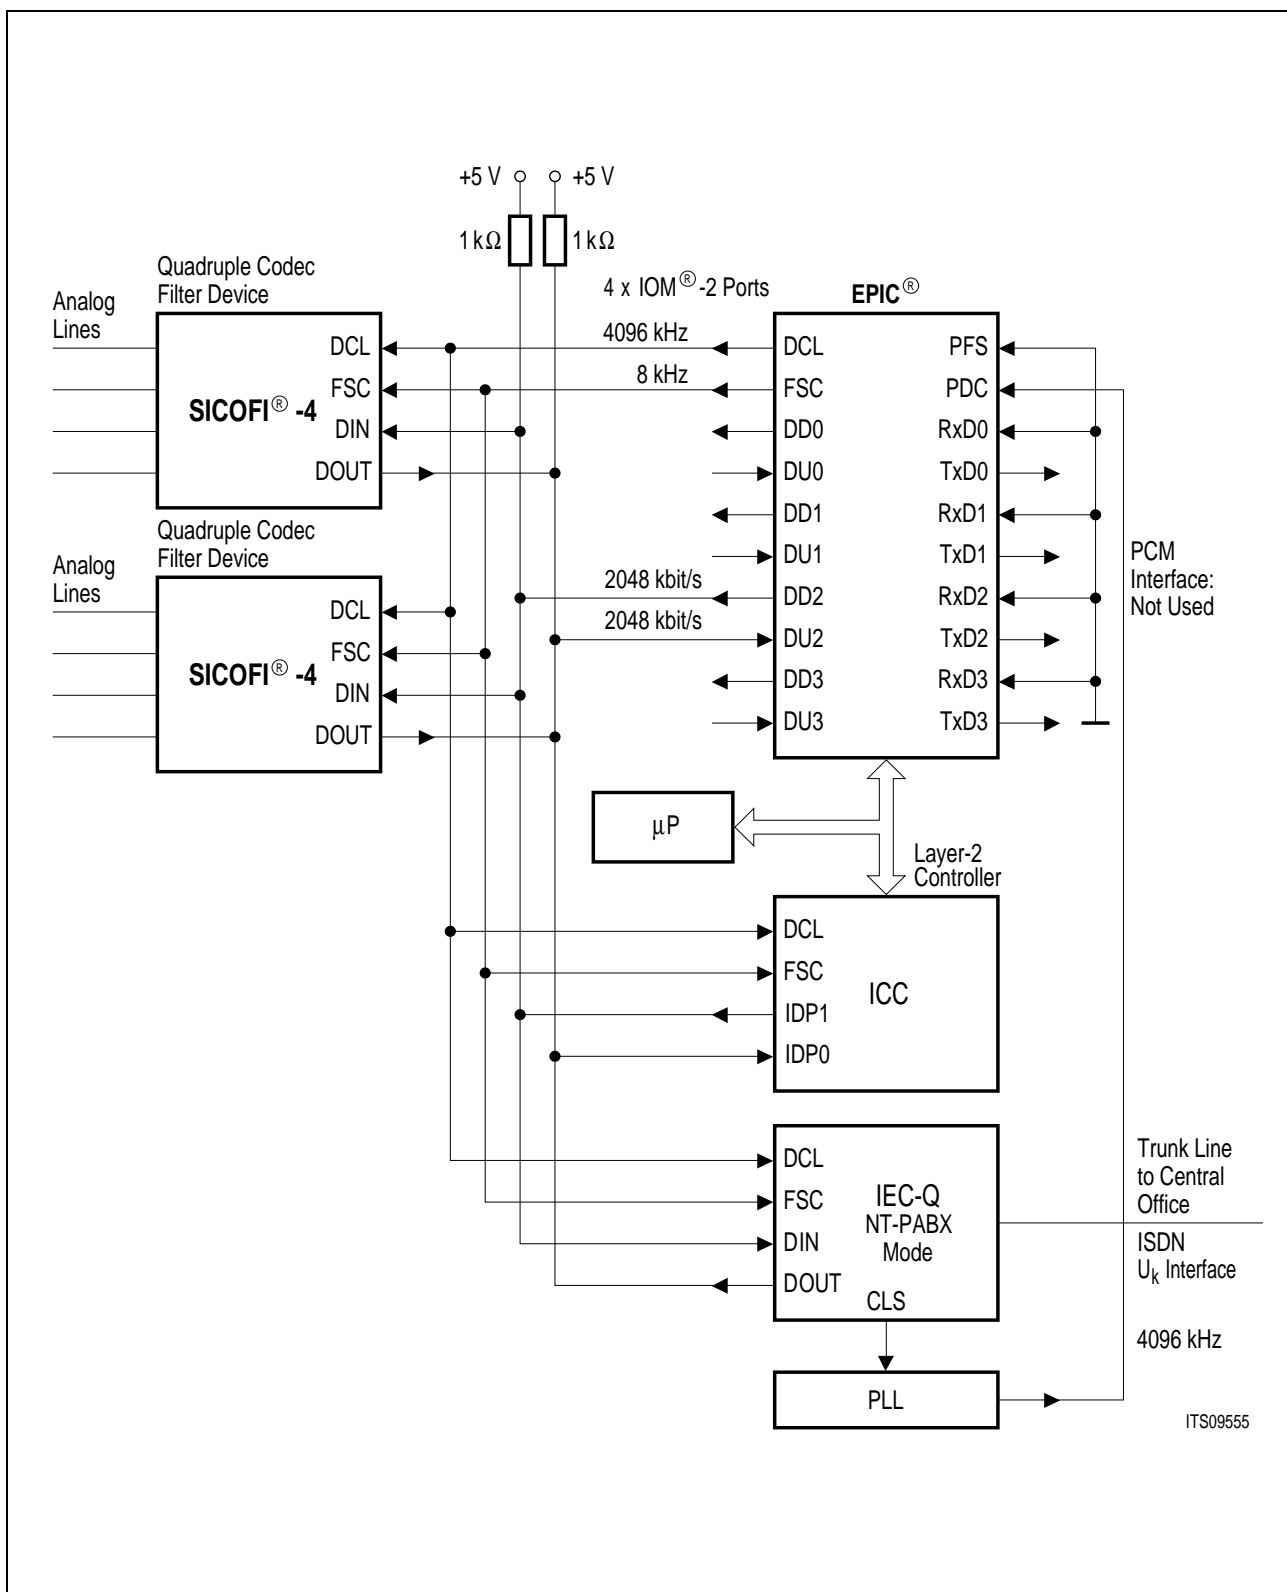 +5 V
+5 V
1 kΩ
1 kΩ
Quadruple Codec
Filter Device
Analog
Lines
SICOFI® -4
DCL
FSC
DIN
DOUT
Quadruple Codec
Filter Device
Analog
Lines
SICOFI® -4
DCL
FSC
DIN
DOUT
4 x IOM®-2 Ports
4096 kHz
8 kHz
2048 kbit/s
2048 kbit/s
EPIC®
DCL
FSC
DD0
DU0
DD1
DU1
DD2
DU2
DD3
DU3
PFS
PDC
RxD0
TxD0
RxD1
TxD1
RxD2
TxD2
RxD3
TxD3
PCM
Interface:
Not Used
µP
Layer-2
Controller
DCL
FSC
IDP1
IDP0
ICC
DCL
FSC
DIN
DOUT
IEC-Q
NT-PABX
Mode
CLS
Trunk Line
to Central
Office
ISDN
Uk Interface
4096 kHz
PLL
ITS09555